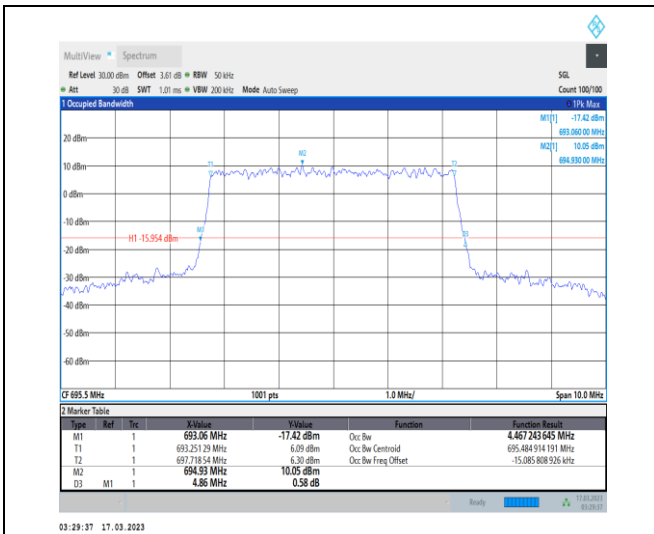 MultiView Spectrum
Ref Level 30.00 dBm Offset 3.61 dB RBW 50 kHz SGL
Att 30 dB SWT 1.01 ms VBW 200 kHz Mode Auto Sweep Count 100/100
1 Occupied Bandwidth 1Pk Max
M1[1] -17.42 dBm
693.060 00 MHz
M2[1] 10.05 dBm
694.930 00 MHz
20 dBm
M2
10 dBm
T1 T2
0 dBm
-10 dBm
M1
H1 -15.954 dBm
-30 dBm
-40 dBm
-50 dBm
-60 dBm
CF 695.5 MHz 1001 pts 1.0 MHz/ Span 10.0 MHz
2 Marker Table
Type Ref Trc X-Value Y-Value Function Function Result
M1 1 693.06 MHz -17.42 dBm Occ Bw 4.467 243 645 MHz
T1 1 693.251 29 MHz 6.09 dBm Occ Bw Centroid 695.484 914 191 MHz
T2 1 697.718 54 MHz 6.30 dBm Occ Bw Freq Offset -15.085 808 926 kHz
M2 1 694.93 MHz 10.05 dBm
D3 M1 1 4.86 MHz 0.58 dB
Ready 17.03.2023
03:29:37
03:29:37 17.03.2023